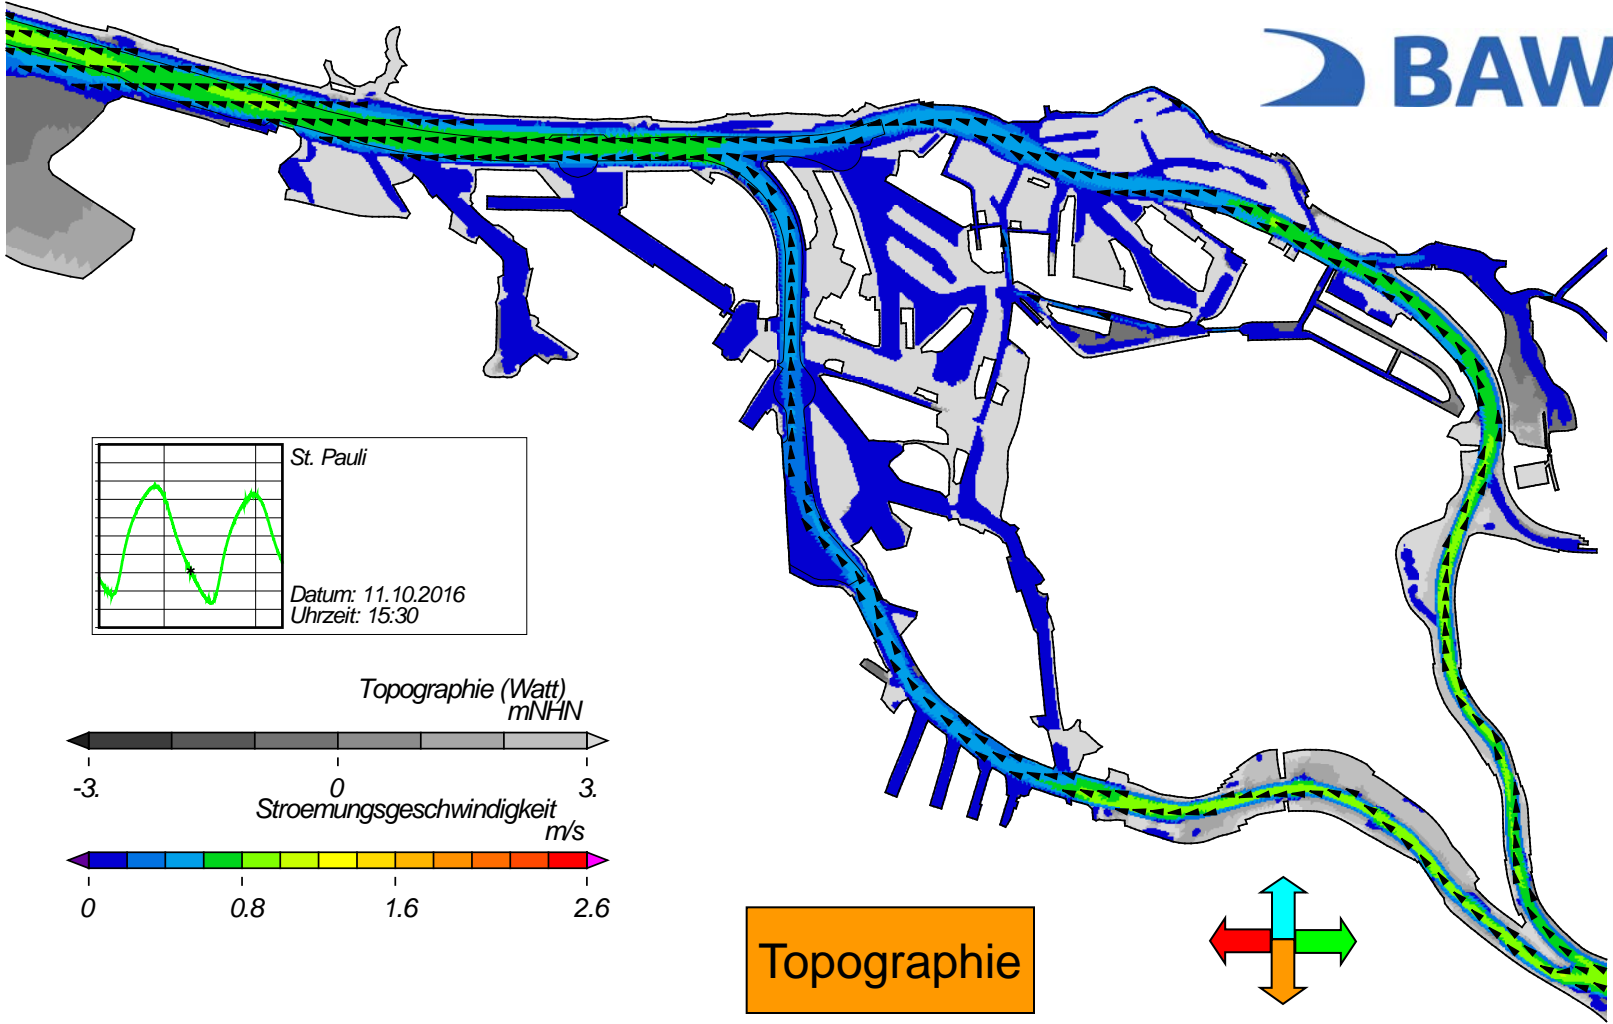 BAW
St. Pauli
Datum: 11.10.2016
Uhrzeit: 15:30
Topographie (Watt)
mNHN
-3. 0 3.
Stroemungsgeschwindigkeit
m/s
0 0.8 1.6 2.6
Topographie